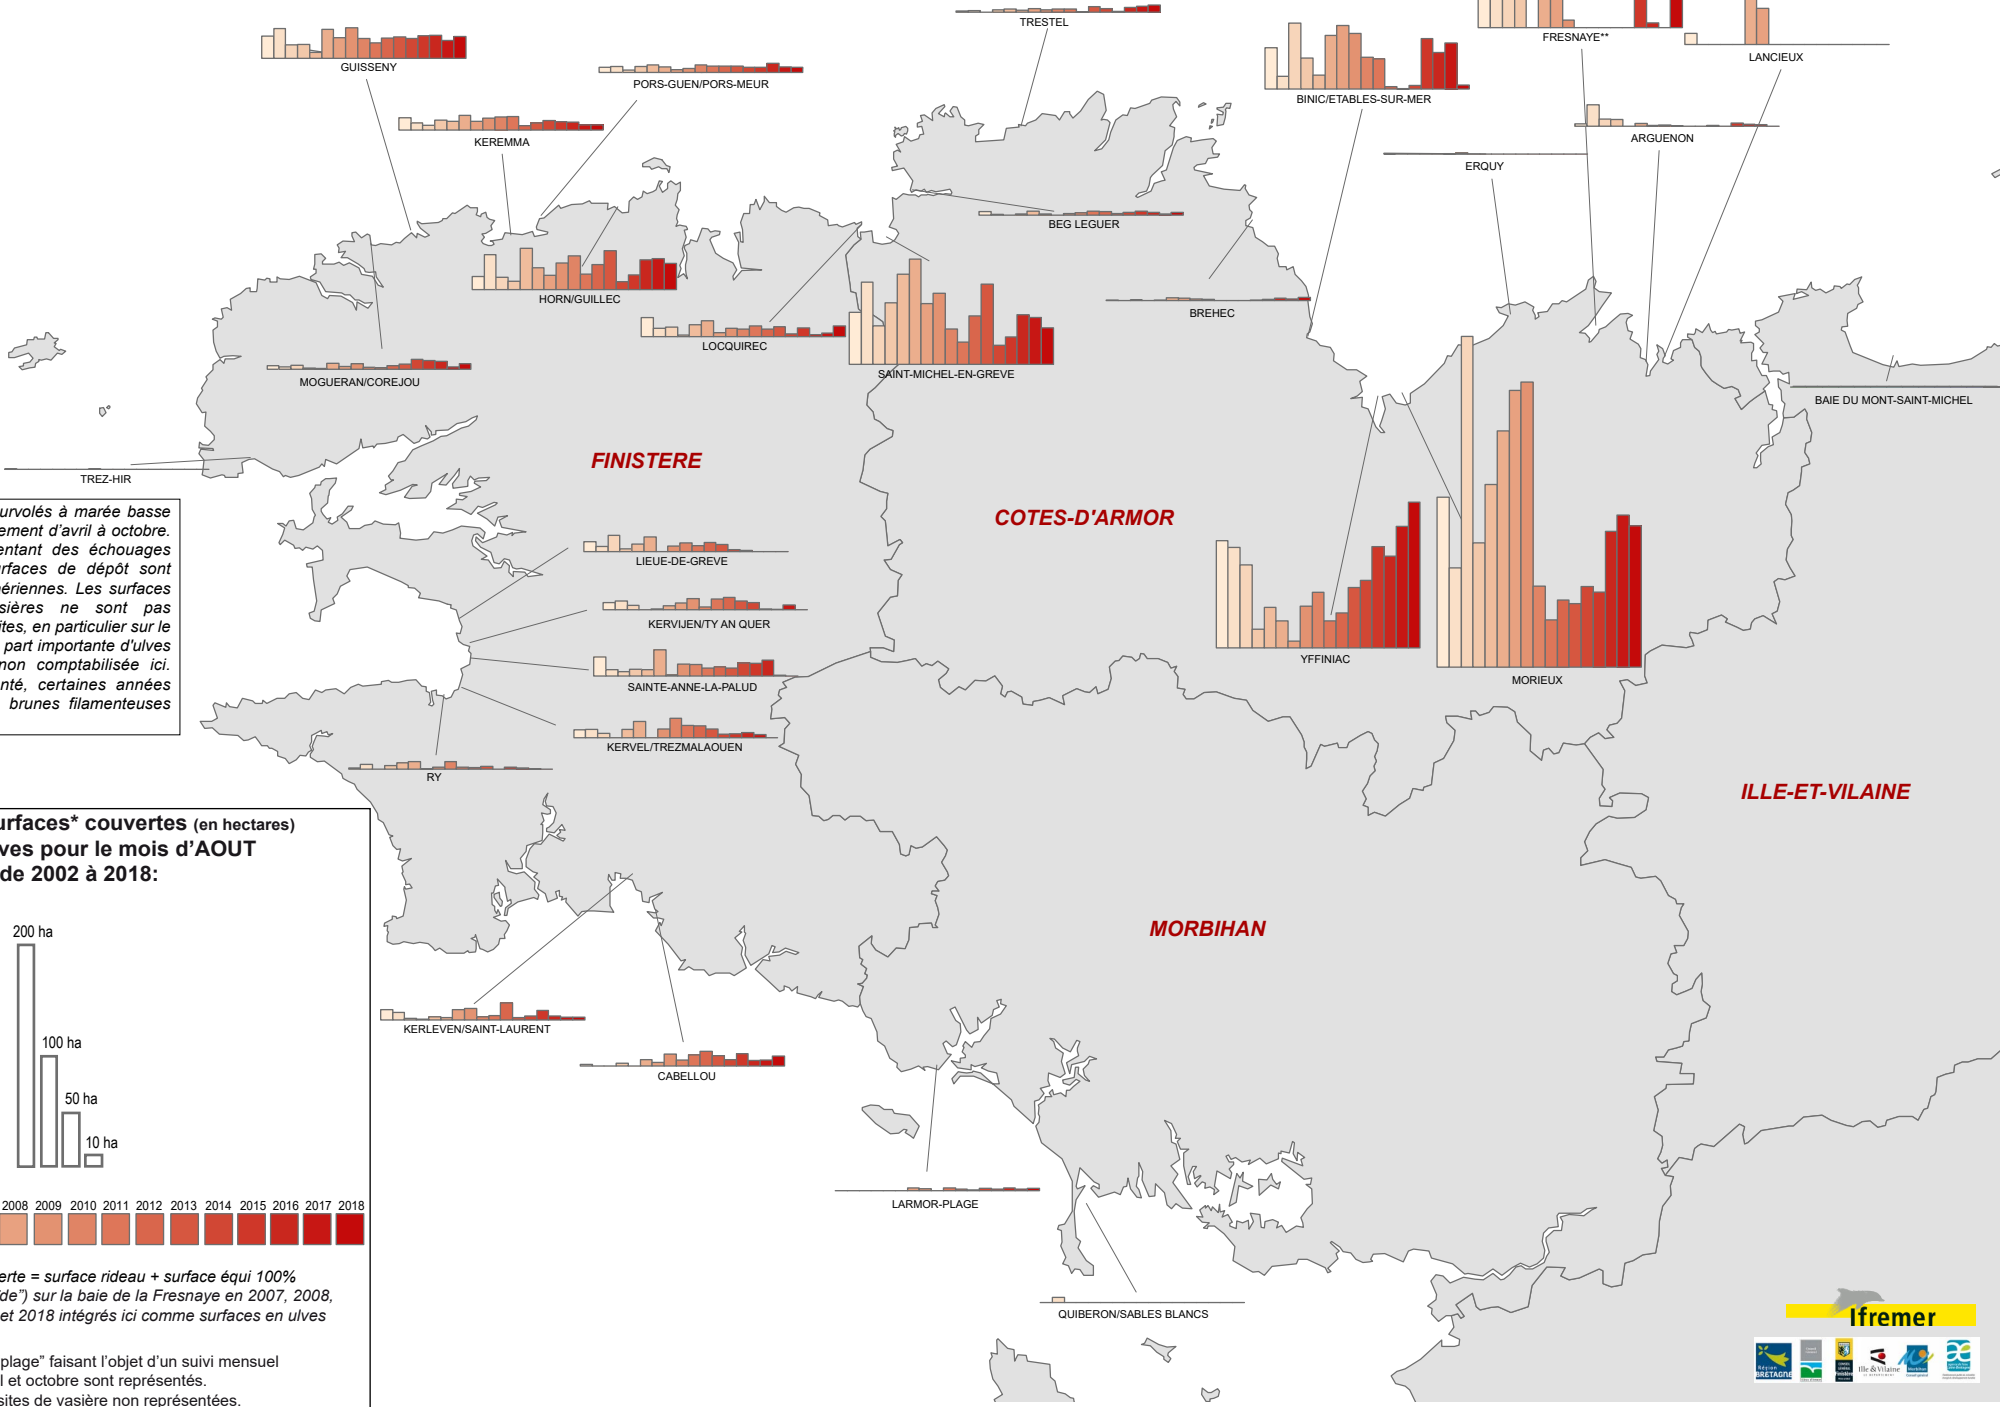 TRESTEL
GUISSENY
PORS-GUEN/PORS-MEUR
KEREMMA
BINIC/ETABLES-SUR-MER
FRESNAYE**
LANCIEUX
ARGUENON
ERQUY
BEG LEGUER
HORN/GUILLEC
LOCQUIREC
SAINT-MICHEL-EN-GREVE
BREHEC
MOGUERAN/COREJOU
BAIE DU MONT-SAINT-MICHEL
TREZ-HIR
FINISTERE
COTES-D'ARMOR
urvolés à marée basse
ement d'avril à octobre.
entant des échouages
urfaces de dépôt sont
ériennes. Les surfaces
sières ne sont pas
ites, en particulier sur le
part importante d'ulves
non comptabilisée ici.
nté, certaines années
brunes filamenteuses
LIEUE-DE-GREVE
KERVIJEN/TY AN QUER
SAINTE-ANNE-LA-PALUD
KERVEL/TREZMALAOUEN
RY
YFFINIAC
MORIEUX
ILLE-ET-VILAINE
MORBIHAN
urfaces* couvertes (en hectares)
ves pour le mois d'AOUT
de 2002 à 2018:
200 ha
100 ha
50 ha
10 ha
2008 2009 2010 2011 2012 2013 2014 2015 2016 2017 2018
erte = surface rideau + surface équi 100%
de") sur la baie de la Fresnaye en 2007, 2008,
et 2018 intégrés ici comme surfaces en ulves
plage" faisant l'objet d'un suivi mensuel
l et octobre sont représentés.
sites de vasière non représentées.
KERLEVEN/SAINT-LAURENT
CABELLOU
LARMOR-PLAGE
QUIBERON/SABLES BLANCS
Ifremer
Région
BRETAGNE
Finistère
Ille & Vilaine
Morbihan